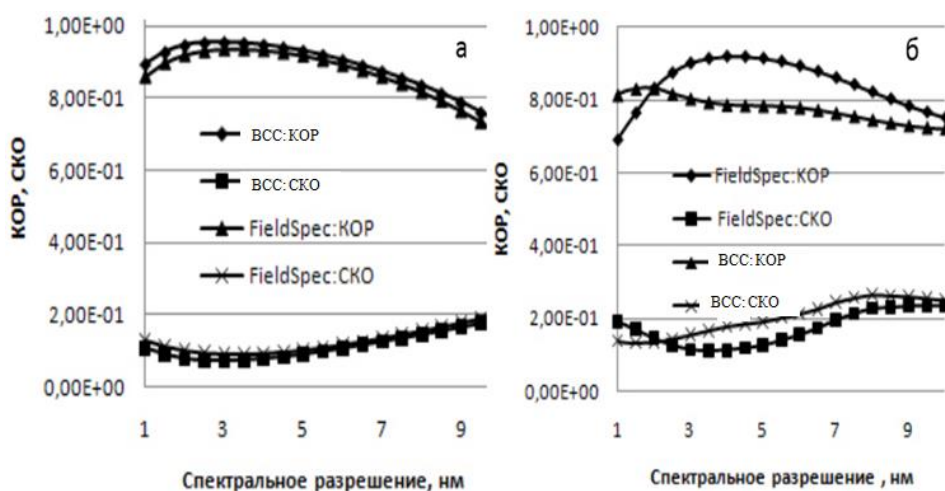 1,00E+00
8,00E-01
6,00E-01
4,00E-01
2,00E-01
0,00E+00
КОР, СКО
а
ВСС:КОР
ВСС:СКО
FieldSpec:КОР
FieldSpec:СКО
1 3 5 7 9
Спектральное разрешение, нм
1,00E+00
8,00E-01
6,00E-01
4,00E-01
2,00E-01
0,00E+00
КОР, СКО
б
FieldSpec:КОР
FieldSpec:СКО
ВСС:КОР
ВСС:СКО
1 3 5 7 9
Спектральное разрешение , нм